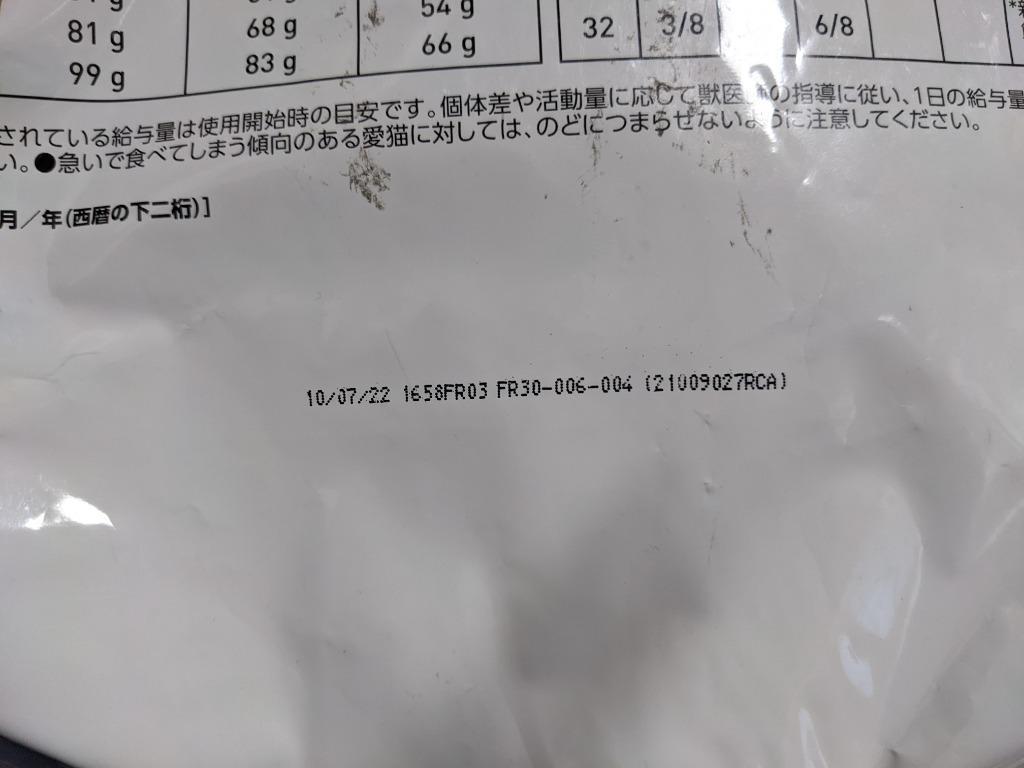 81 g 68 g 54 g
99 g 83 g 66 g
32 3/8 6/8
されている給与量は使用開始時の目安です。個体差や活動量に応じて獣医師の指導に従い、1日の給与量
い。●急いで食べてしまう傾向のある愛猫に対しては、のどにつまらせないように注意してください。
月/年(西暦の下二桁)]
10/07/22 1658FR03 FR30-006-004 (21009027RCA)